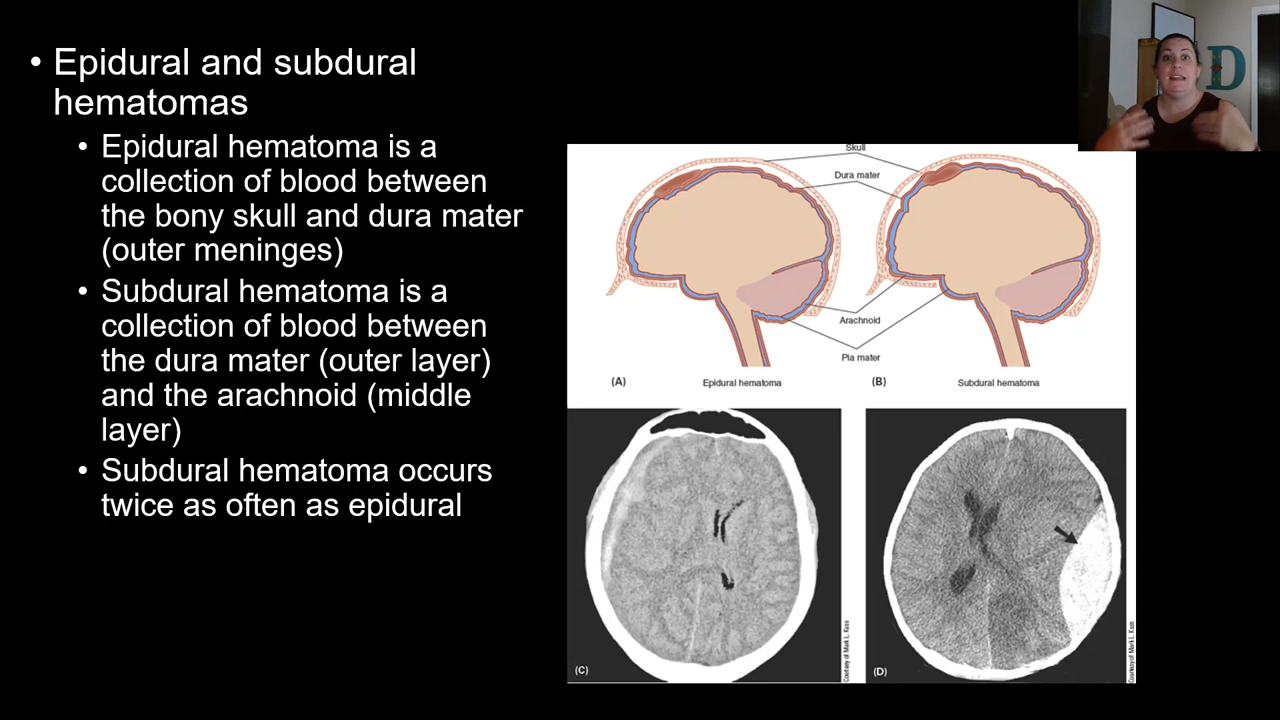 • Epidural and subdural
hematomas
• Epidural hematoma is a
collection of blood between
the bony skull and dura mater
(outer meninges)
• Subdural hematoma is a
collection of blood between
the dura mater (outer layer)
and the arachnoid (middle
layer)
• Subdural hematoma occurs
twice as often as epidural
D
Skull
Dura mater
Arachnoid
Pia mater
(A)
Epidural hematoma
(B)
Subdural hematoma
(C)
Courtesy of Mark L. Kass
(D)
Courtesy of Mark L. Kass